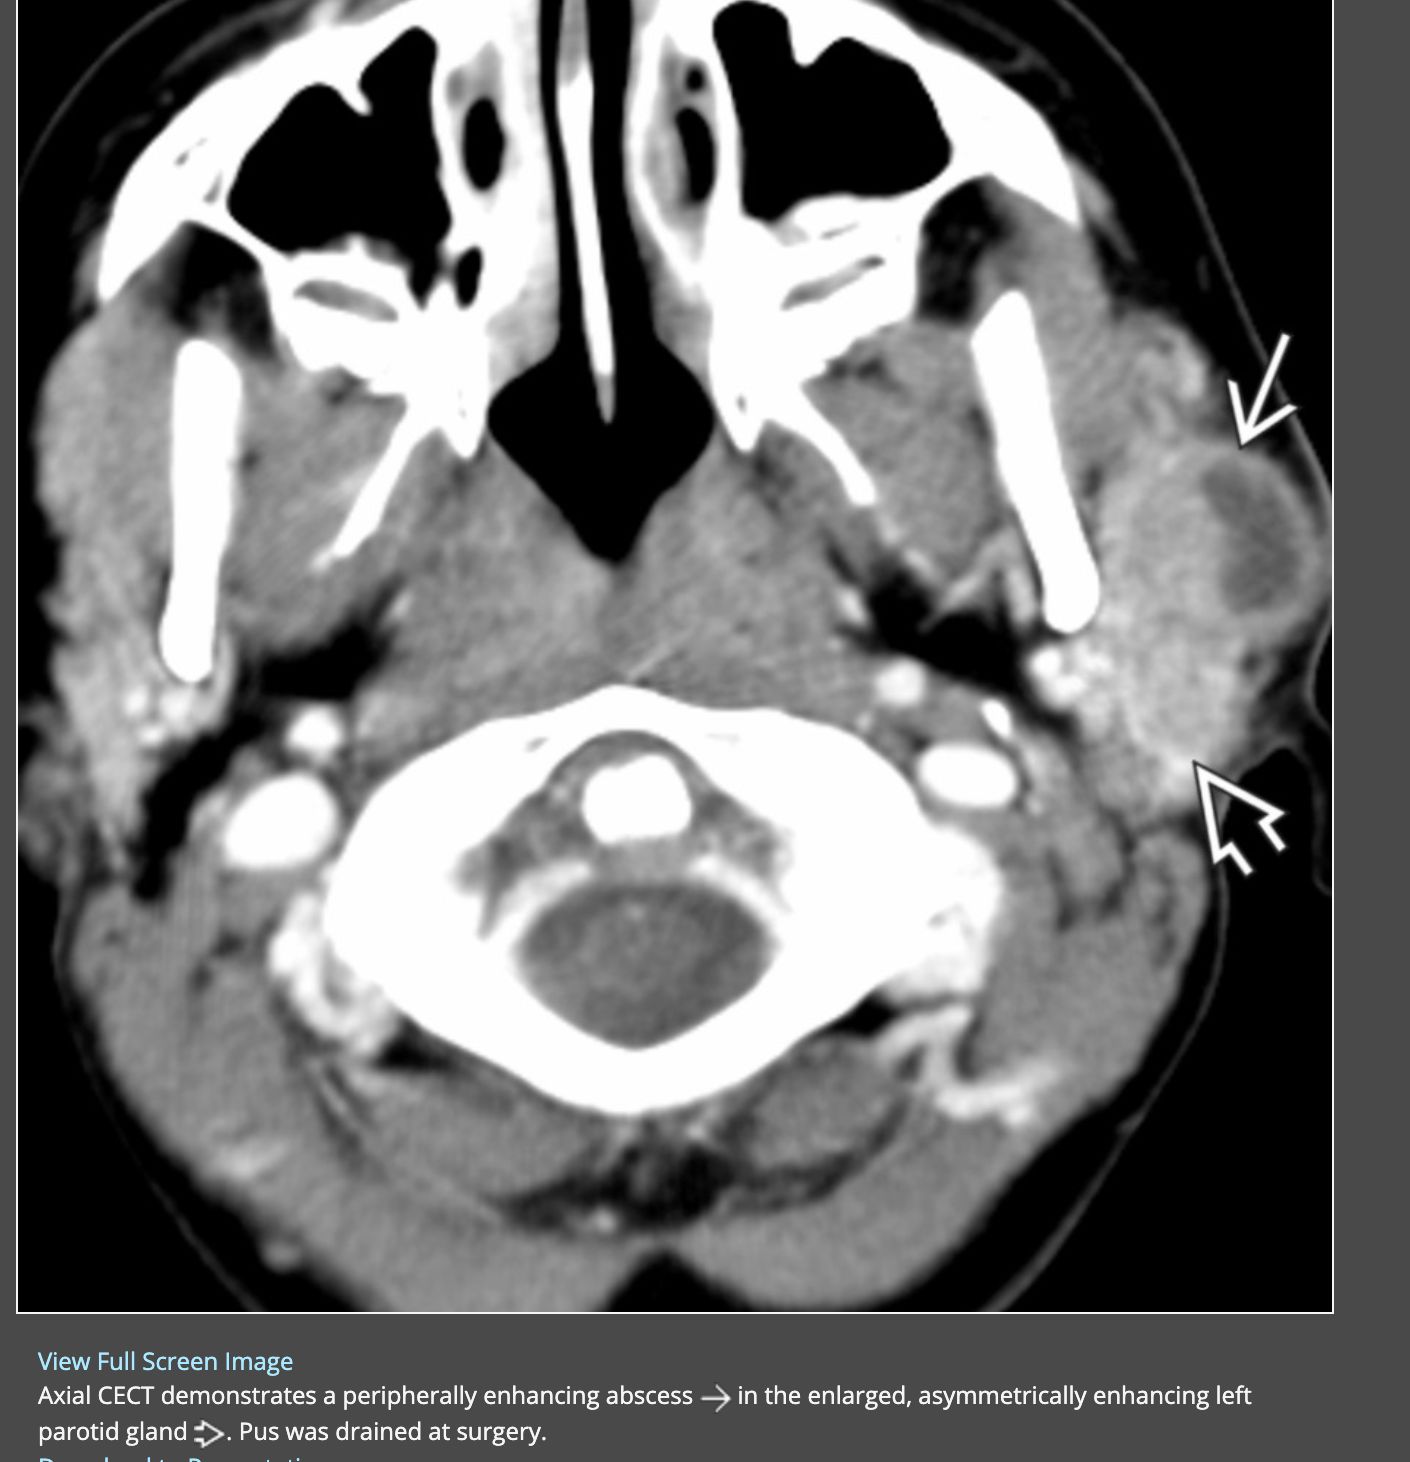 View Full Screen Image
Axial CECT demonstrates a peripherally enhancing abscess → in the enlarged, asymmetrically enhancing left
parotid gland ⇨. Pus was drained at surgery.